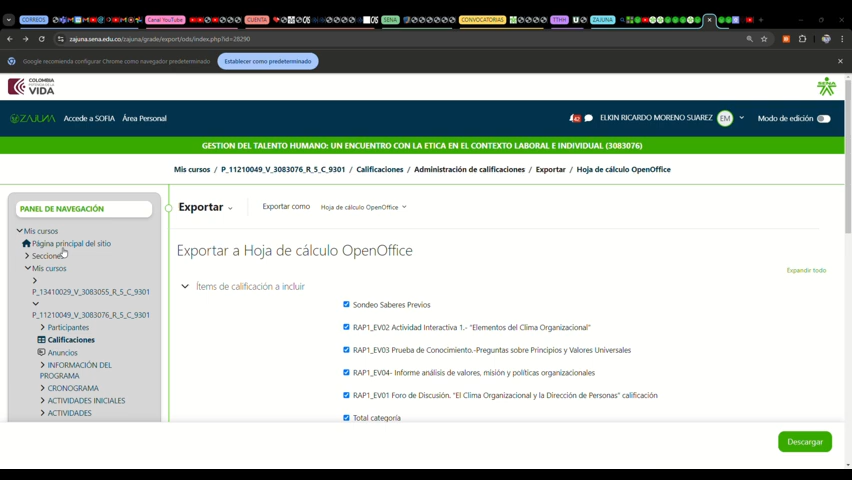 CORREOS
Canal YouTube
CUENTA
SENA
CONVOCATORIAS
TTHH
ZAJUNA
zajuna.sena.edu.co/zajuna/grade/export/ods/index.php?id=28290
Google recomienda configurar Chrome como navegador predeterminado
Establecer como predeterminado
COLOMBIA
VIDA
SENA
ZAJUNA
Accede a SOFIA
Área Personal
42
ELKIN RICARDO MORENO SUAREZ
EM
Modo de edición
GESTION DEL TALENTO HUMANO: UN ENCUENTRO CON LA ETICA EN EL CONTEXTO LABORAL E INDIVIDUAL (3083076)
Mis cursos / P_11210049_V_3083076_R_5_C_9301 / Calificaciones / Administración de calificaciones / Exportar / Hoja de cálculo OpenOffice
PANEL DE NAVEGACIÓN
Mis cursos
Página principal del sitio
Secciones
Mis cursos
P_13410029_V_3083055_R_5_C_9301
P_11210049_V_3083076_R_5_C_9301
Participantes
Calificaciones
Anuncios
INFORMACIÓN DEL
PROGRAMA
CRONOGRAMA
ACTIVIDADES INICIALES
ACTIVIDADES
Exportar
Exportar como
Hoja de cálculo OpenOffice
Exportar a Hoja de cálculo OpenOffice
Expandir todo
Ítems de calificación a incluir
Sondeo Saberes Previos
RAP1_EV02 Actividad Interactiva 1.- "Elementos del Clima Organizacional"
RAP1_EV03 Prueba de Conocimiento.-Preguntas sobre Principios y Valores Universales
RAP1_EV04- Informe análisis de valores, misión y políticas organizacionales
RAP1_EV01 Foro de Discusión. "El Clima Organizacional y la Dirección de Personas" calificación
Total categoría
Descargar